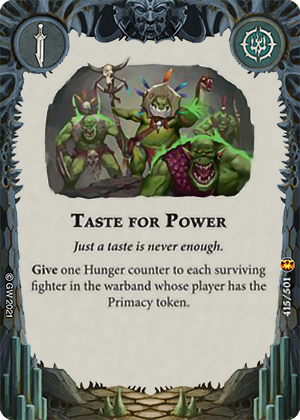 TASTE FOR POWER
Just a taste is never enough.
Give one Hunger counter to each surviving
fighter in the warband whose player has the
Primacy token.
© GW 2021
415/501